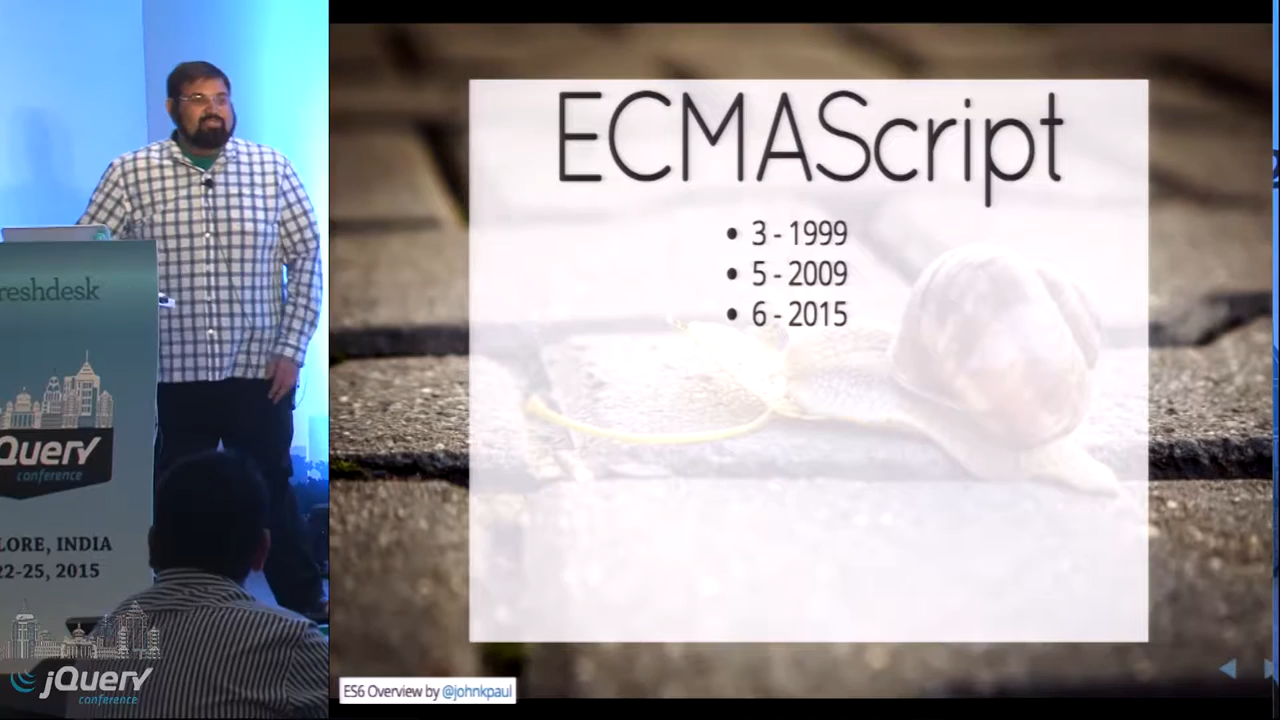 ECMAScript
• 3 - 1999
• 5 - 2009
• 6 - 2015
ES6 Overview by @johnkpaul
reshdesk
Query
conference
LORE, INDIA
22-25, 2015
jQuery
conference